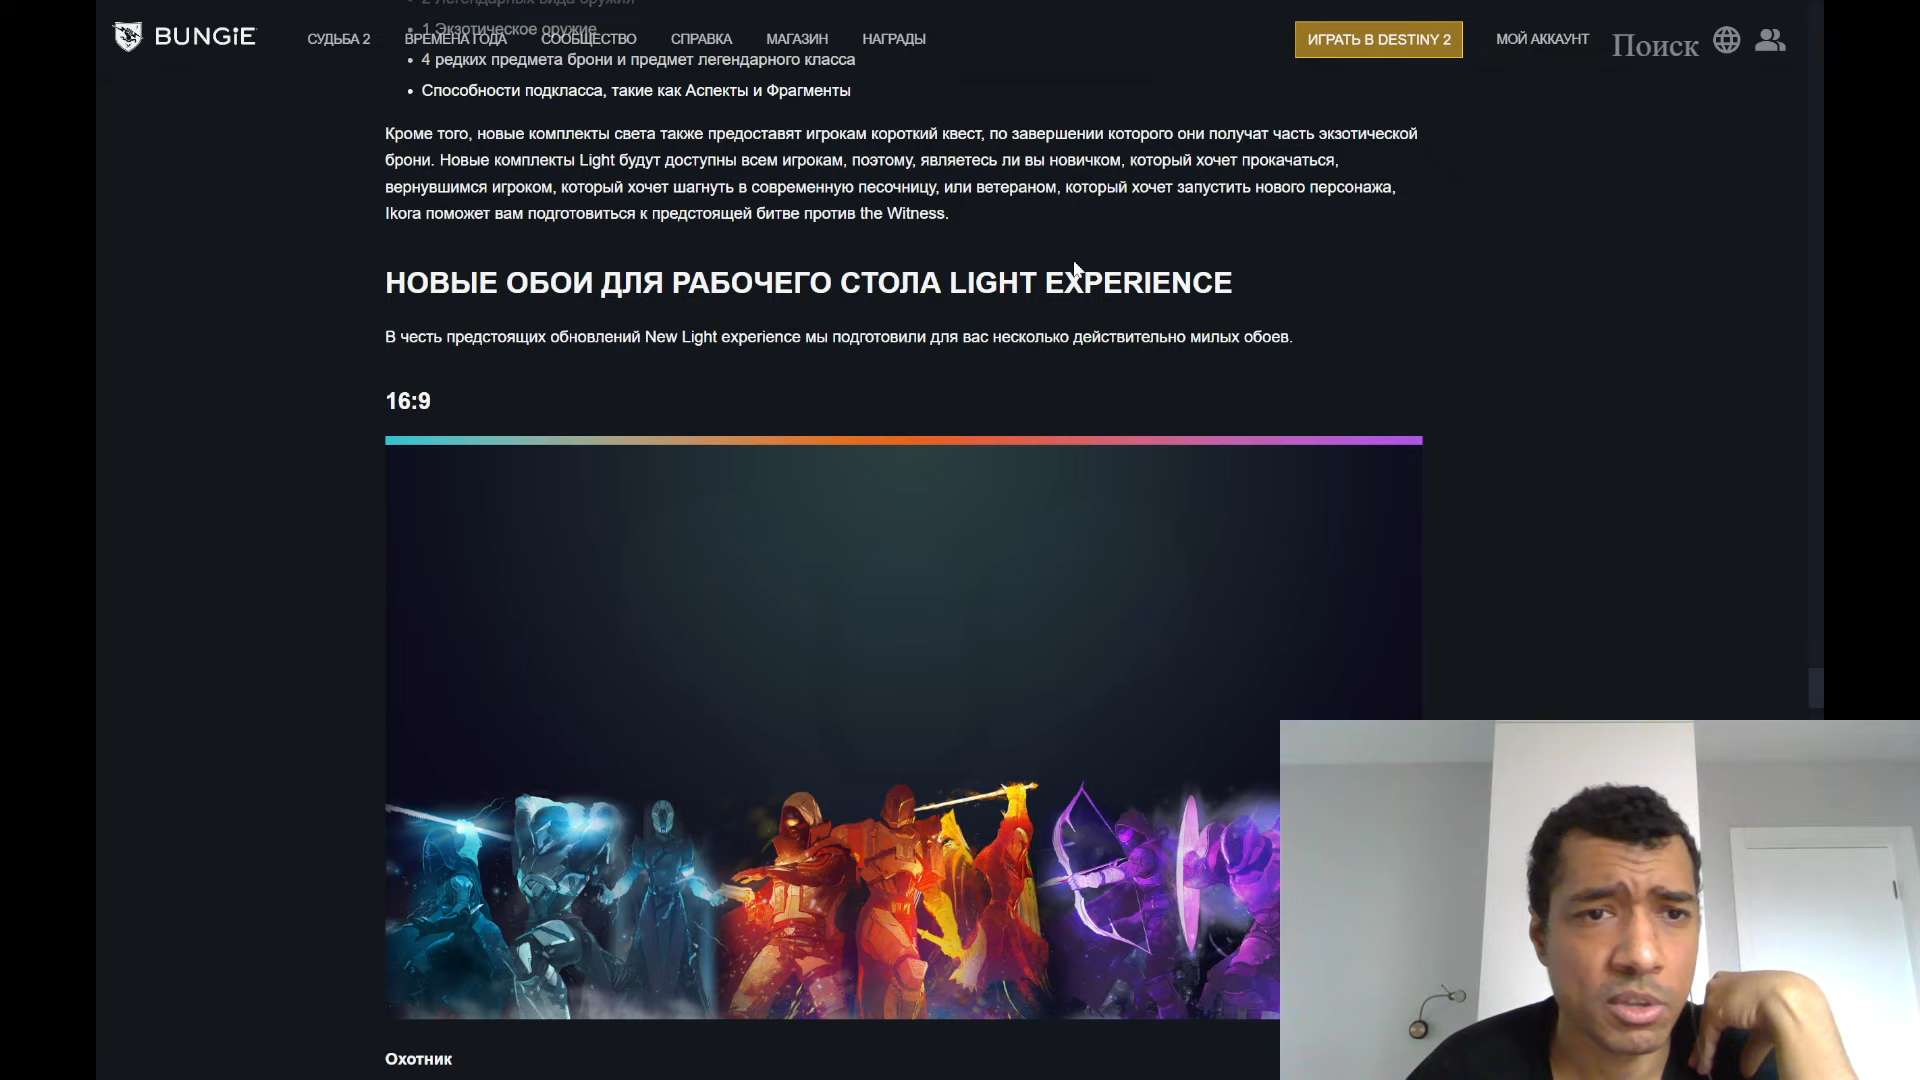 2 Легендарных вида оружия
1 Экзотическое оружие
BUNGiE
СУДЬБА 2
ВРЕМЕНА ГОДА
СООБЩЕСТВО
СПРАВКА
МАГАЗИН
НАГРАДЫ
ИГРАТЬ В DESTINY 2
МОЙ АККАУНТ
Поиск
4 редких предмета брони и предмет легендарного класса
Способности подкласса, такие как Аспекты и Фрагменты
Кроме того, новые комплекты света также предоставят игрокам короткий квест, по завершении которого они получат часть экзотической
брони. Новые комплекты Light будут доступны всем игрокам, поэтому, являетесь ли вы новичком, который хочет прокачаться,
вернувшимся игроком, который хочет шагнуть в современную песочницу, или ветераном, который хочет запустить нового персонажа,
Ikora поможет вам подготовиться к предстоящей битве против the Witness.
НОВЫЕ ОБОИ ДЛЯ РАБОЧЕГО СТОЛА LIGHT EXPERIENCE
В честь предстоящих обновлений New Light experience мы подготовили для вас несколько действительно милых обоев.
16:9
Охотник